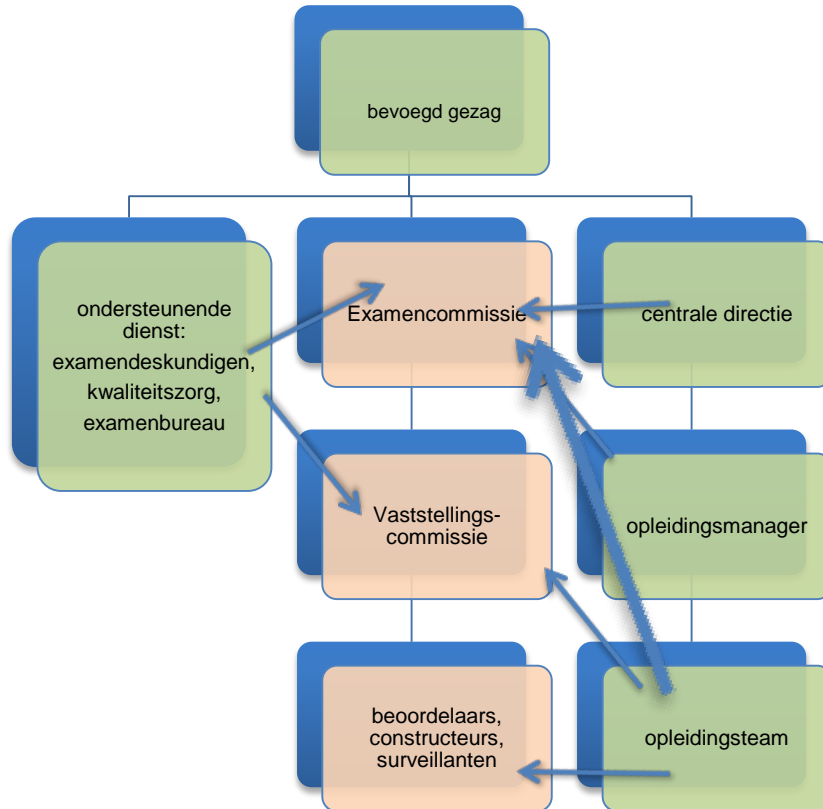 bevoegd gezag
ondersteunende
dienst:
examendeskundigen,
kwaliteitszorg,
examenbureau
Examencommissie
centrale directie
Vaststellings-
commissie
opleidingsmanager
beoordelaars,
constructeurs,
surveillanten
opleidingsteam